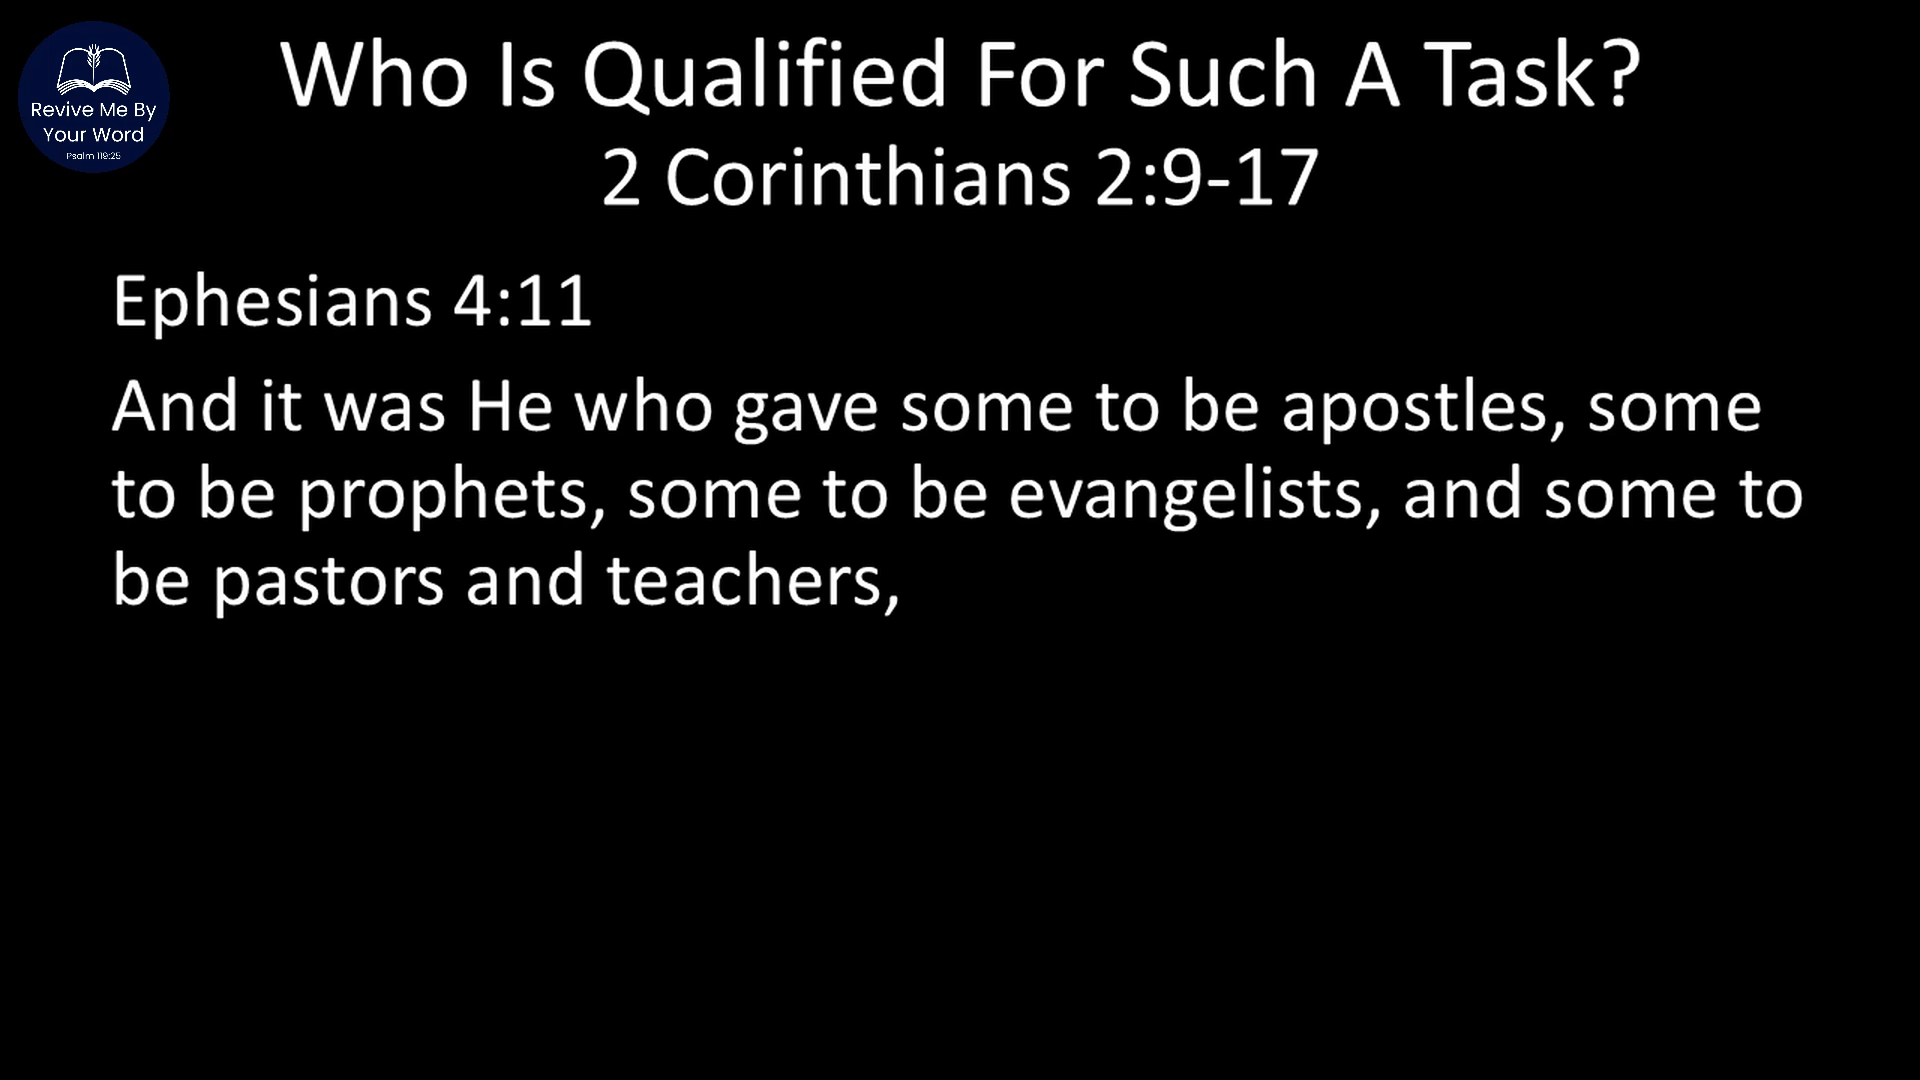 Revive Me By
Your Word
Psalm 119:25
Who Is Qualified For Such A Task?
2 Corinthians 2:9-17
Ephesians 4:11
And it was He who gave some to be apostles, some
to be prophets, some to be evangelists, and some to
be pastors and teachers,